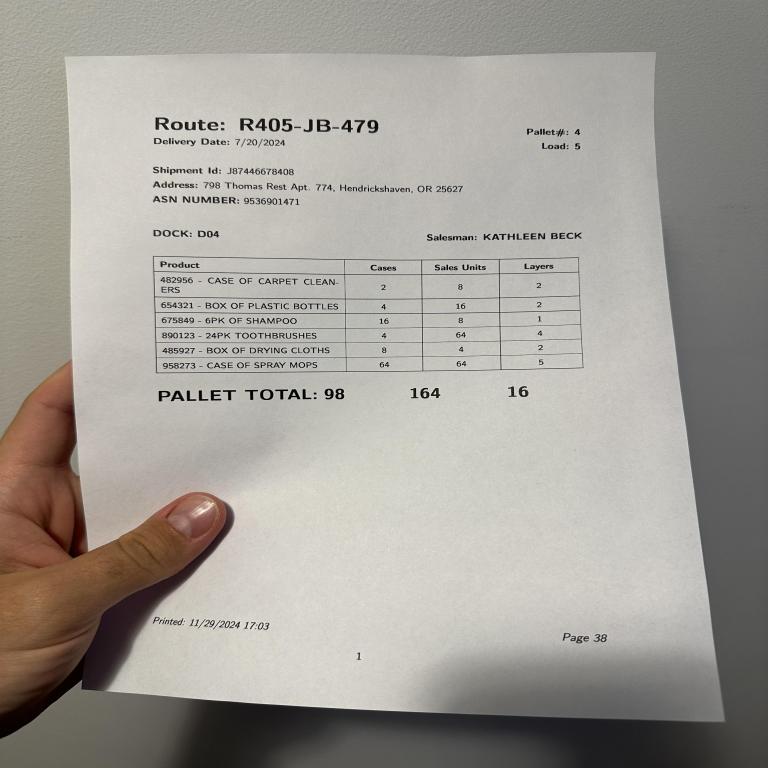 Route: R405-JB-479
Delivery Date: 7/20/2024
Pallet#: 4
Load: 5
Shipment Id: J87446678408
Address: 798 Thomas Rest Apt. 774, Hendrickshaven, OR 25627
ASN NUMBER: 9536901471
DOCK: D04
Salesman: KATHLEEN BECK
Product Cases Sales Units Layers
482956 - CASE OF CARPET CLEAN-
ERS 2 8 2
654321 - BOX OF PLASTIC BOTTLES 4 16 2
675849 - 6PK OF SHAMPOO 16 8 1
890123 - 24PK TOOTHBRUSHES 4 64 4
485927 - BOX OF DRYING CLOTHS 8 4 2
958273 - CASE OF SPRAY MOPS 64 64 5
PALLET TOTAL: 98 164 16
Printed: 11/29/2024 17:03
Page 38
1